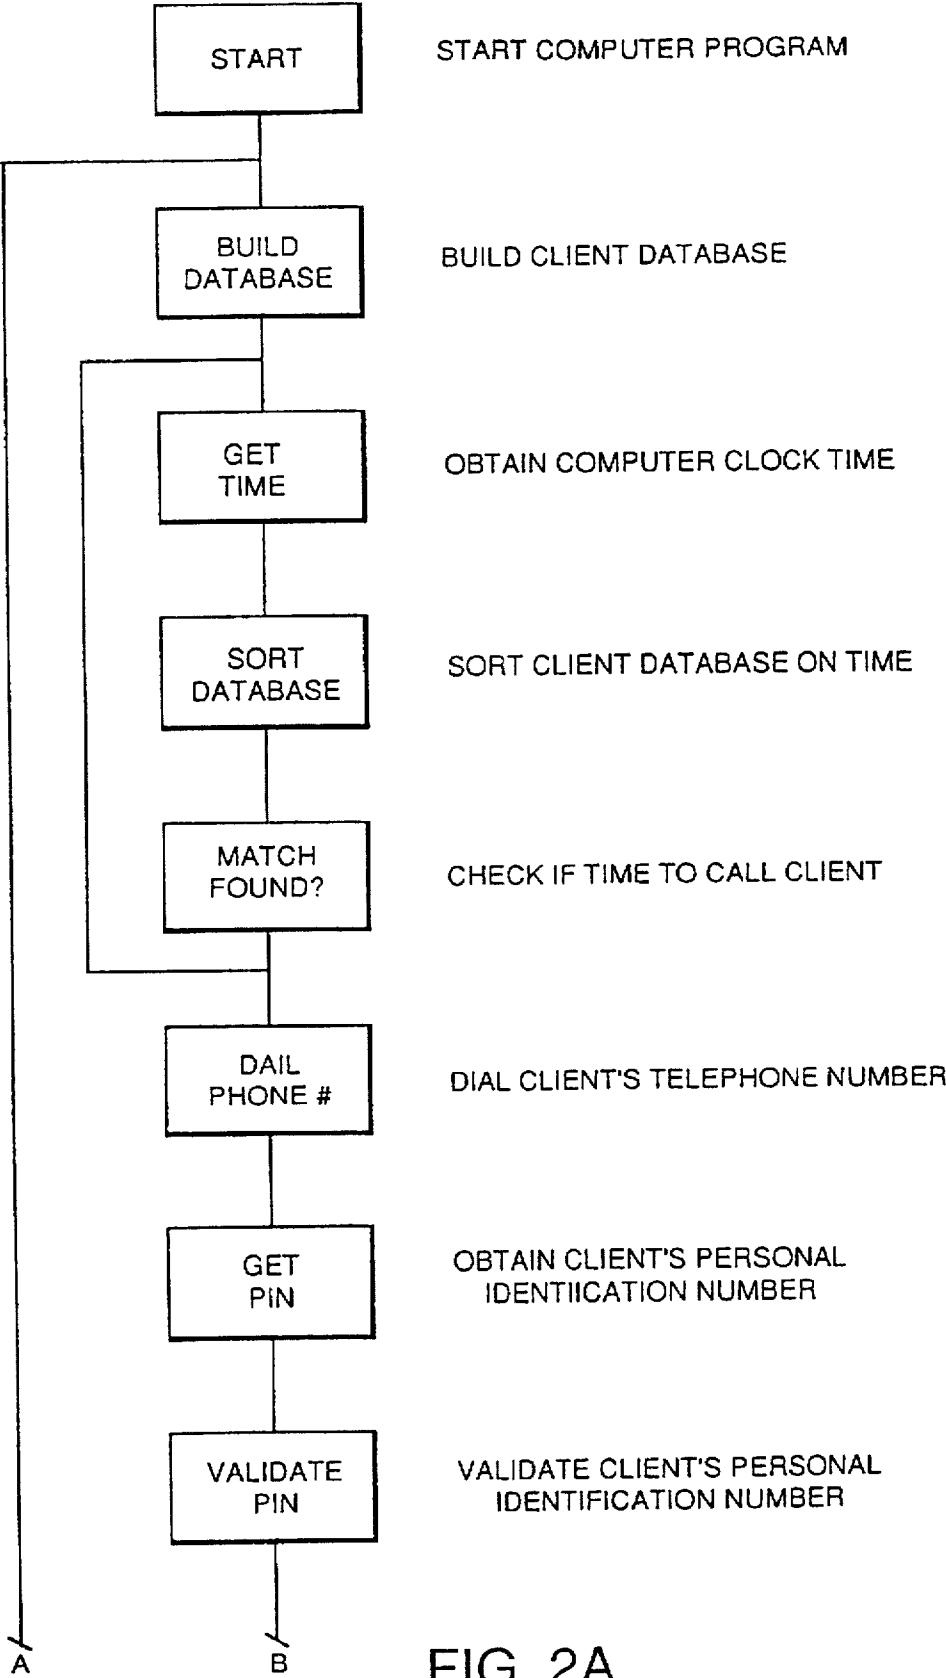 START
START COMPUTER PROGRAM
BUILD
DATABASE
BUILD CLIENT DATABASE
GET
TIME
OBTAIN COMPUTER CLOCK TIME
SORT
DATABASE
SORT CLIENT DATABASE ON TIME
MATCH
FOUND?
CHECK IF TIME TO CALL CLIENT
DAIL
PHONE #
DIAL CLIENT'S TELEPHONE NUMBER
GET
PIN
OBTAIN CLIENT'S PERSONAL
IDENTIICATION NUMBER
VALIDATE
PIN
VALIDATE CLIENT'S PERSONAL
IDENTIFICATION NUMBER
A
B
FIG. 2A